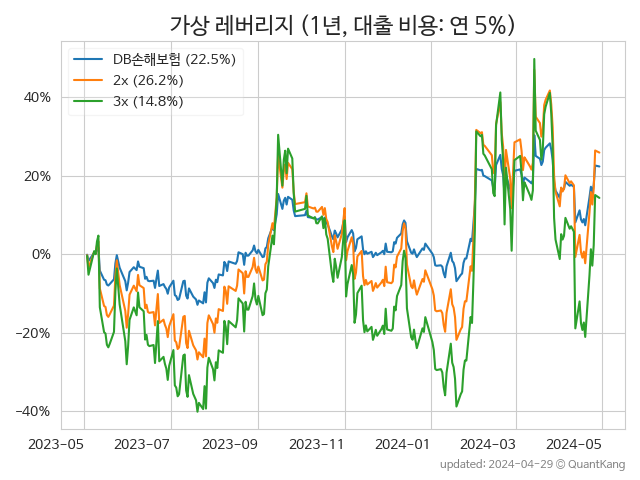 가상 레버리지 (1년, 대출 비용: 연 5%)
DB손해보험 (22.5%)
2x (26.2%)
3x (14.8%)
40%
20%
0%
−20%
−40%
2023-05 2023-07 2023-09 2023-11 2024-01 2024-03 2024-05
updated: 2024-04-29 © QuantKang